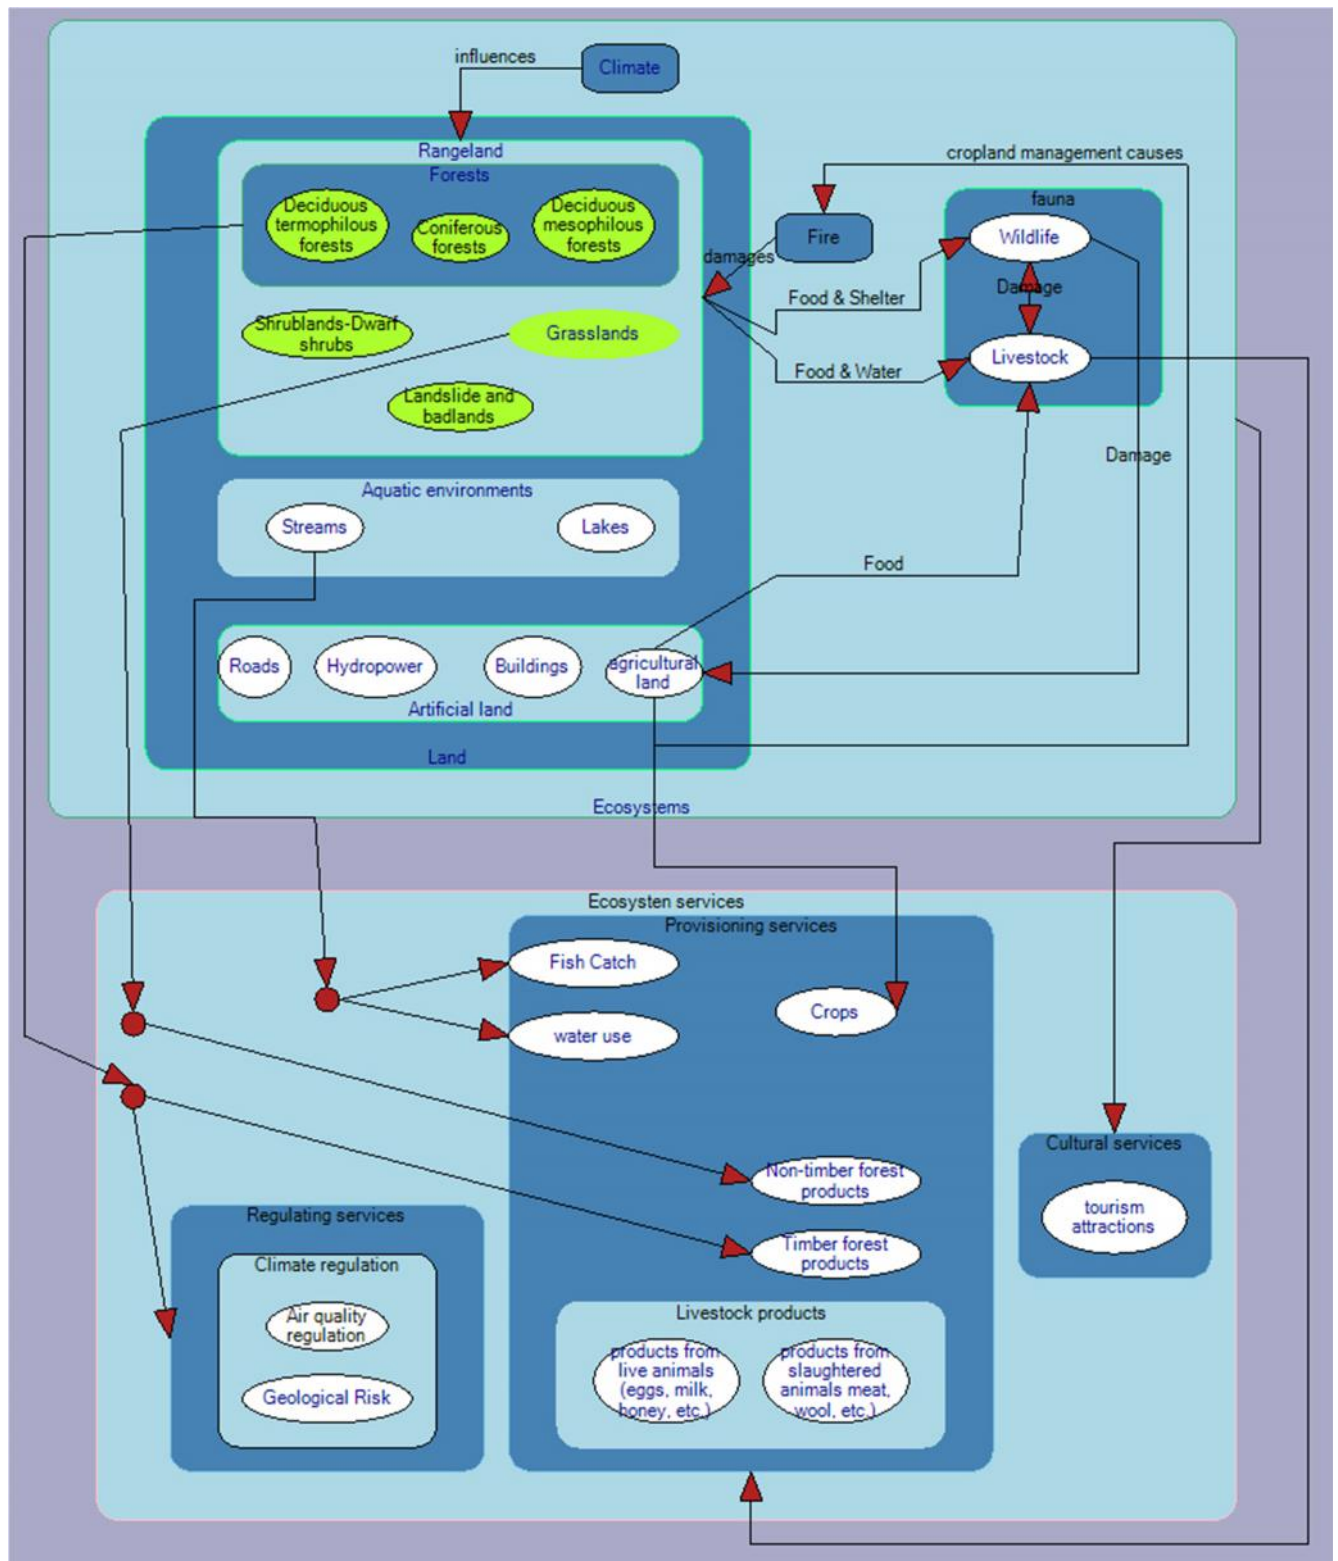 influences
Climate
Rangeland
Forests
Deciduous
termophilous
forests
Coniferous
forests
Deciduous
mesophilous
forests
cropland management causes
fauna
Wildlife
Fire
damages
Food & Shelter
Damage
Shrublands-Dwarf
shrubs
Grasslands
Food & Water
Livestock
Landslide and
badlands
Damage
Aquatic environments
Streams
Lakes
Food
Roads
Hydropower
Buildings
agricultural
land
Artificial land
Land
Ecosystems
Ecosysten services
Provisioning services
Fish Catch
Crops
water use
Cultural services
tourism
attractions
Non-timber forest
products
Regulating services
Timber forest
products
Climate regulation
Air quality
regulation
Geological Risk
Livestock products
products from
live animals
(eggs, milk,
honey, etc.)
products from
slaughtered
animals meat,
wool, etc.)